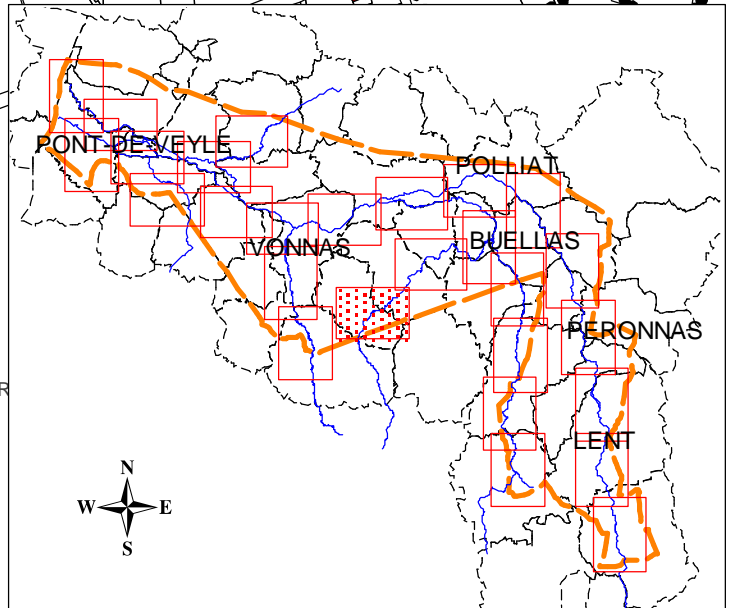 PONT-DE-VEYLE
POLLIAT
VONNAS
BUELLAS
PERONNAS
R
LENT
N
W
E
S